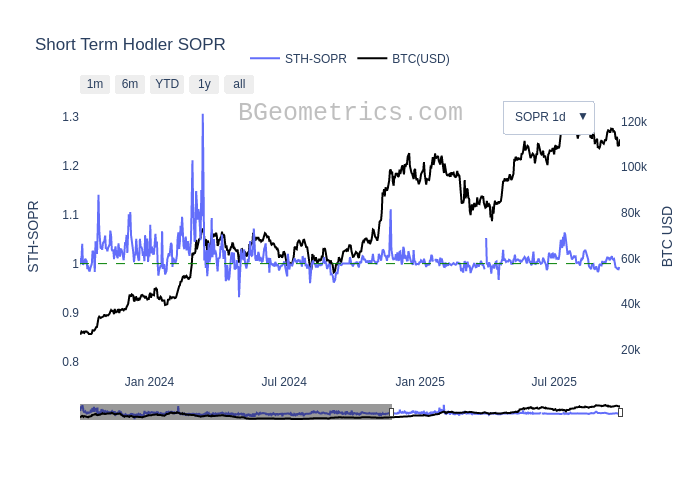 Short Term Hodler SOPR
STH-SOPR BTC(USD)
1m 6m YTD 1y all
BGeometrics.com
SOPR 1d ▼
1.3
1.2
1.1
1
0.9
0.8
STH-SOPR
120k
100k
80k
60k
40k
20k
BTC USD
Jan 2024 Jul 2024 Jan 2025 Jul 2025